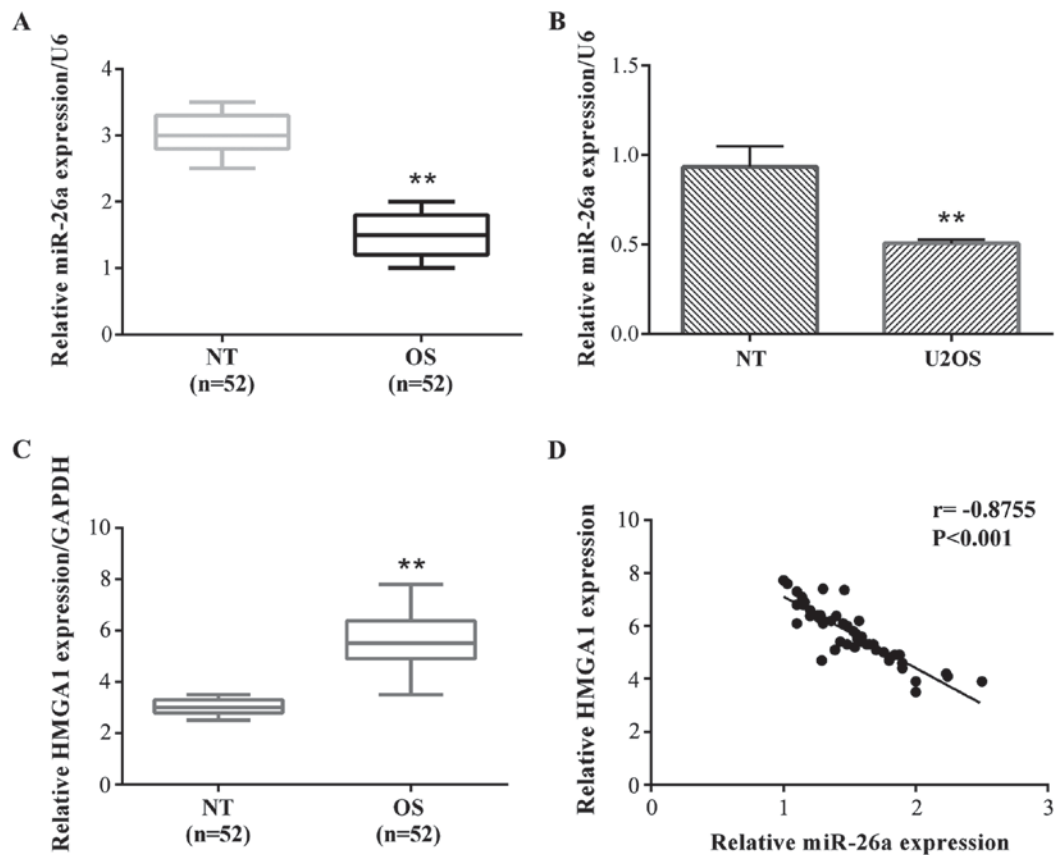 A
Relative miR-26a expression/U6
4
3
2
1
0
**
NT
(n=52)
OS
(n=52)
B
Relative miR-26a expression/U6
1.5
1.0
0.5
0.0
**
NT
U2OS
C
Relative HMGA1 expression/GAPDH
10
8
6
4
2
0
**
NT
(n=52)
OS
(n=52)
D
Relative HMGA1 expression
10
8
6
4
2
0
r= -0.8755
P<0.001
0
1
2
3
Relative miR-26a expression